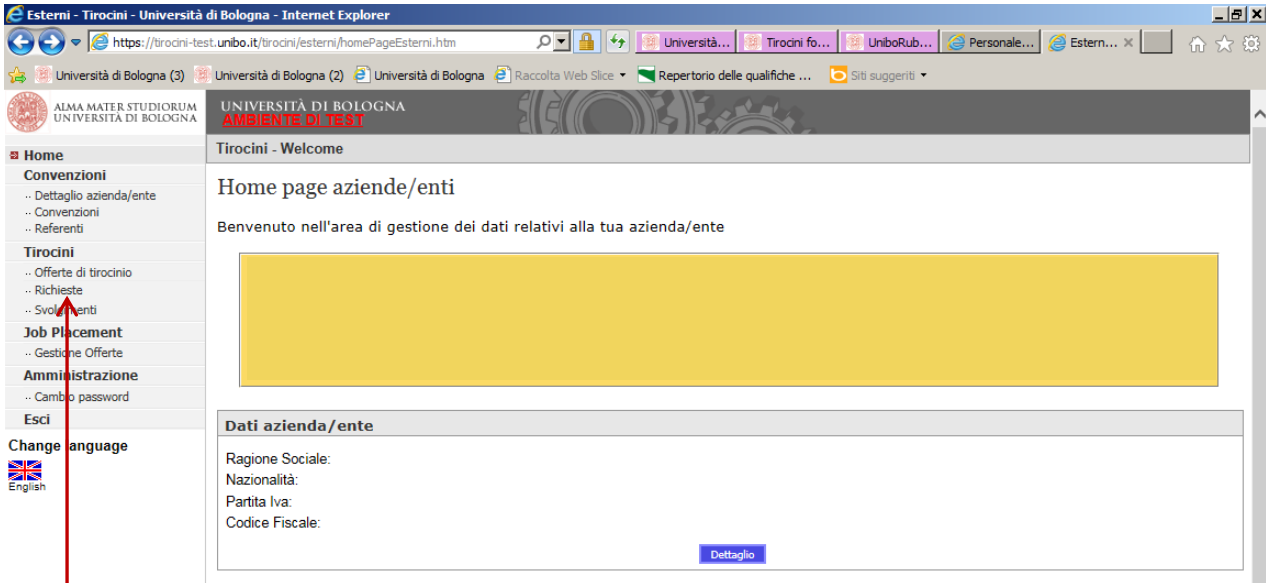 Esterni - Tirocini - Università di Bologna - Internet Explorer
https://tirocini-test.unibo.it/tirocini/esterni/homePageEsterni.htm
Università...
Tirocini fo...
UniboRub...
Personale...
Estern...
Università di Bologna (3)
Università di Bologna (2)
Università di Bologna
Raccolta Web Slice
Repertorio delle qualifiche ...
Siti suggeriti
ALMA MATER STUDIORUM
UNIVERSITÀ DI BOLOGNA
UNIVERSITÀ DI BOLOGNA
AMBIENTE DI TEST
Home
Convenzioni
Dettaglio azienda/ente
Convenzioni
Referenti
Tirocini
Offerte di tirocinio
Richieste
Svolgimenti
Job Placement
Gestione Offerte
Amministrazione
Cambio password
Esci
Change language
English
Tirocini - Welcome
Home page aziende/enti
Benvenuto nell'area di gestione dei dati relativi alla tua azienda/ente
Dati azienda/ente
Ragione Sociale:
Nazionalità:
Partita Iva:
Codice Fiscale:
Dettaglio